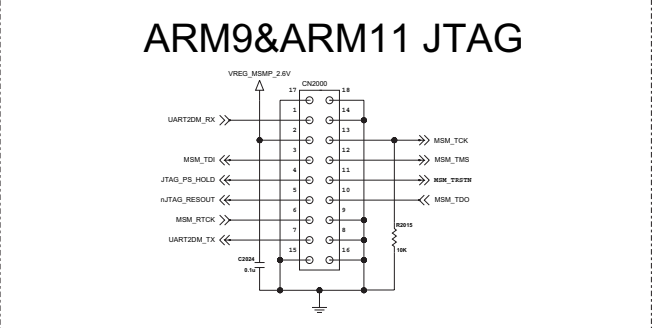 ARM9&ARM11 JTAG
VREG_MSMP_2.6V
CN2000
17 18
1 14
UART2DM_RX
2 13
MSM_TCK
3 12
MSM_TDI MSM_TMS
4 11
JTAG_PS_HOLD MSM_TRSTN
5 10
nJTAG_RESOUT MSM_TDO
6 9
MSM_RTCK
7 8
R2015
UART2DM_TX
15 16
10K
C2024
0.1u